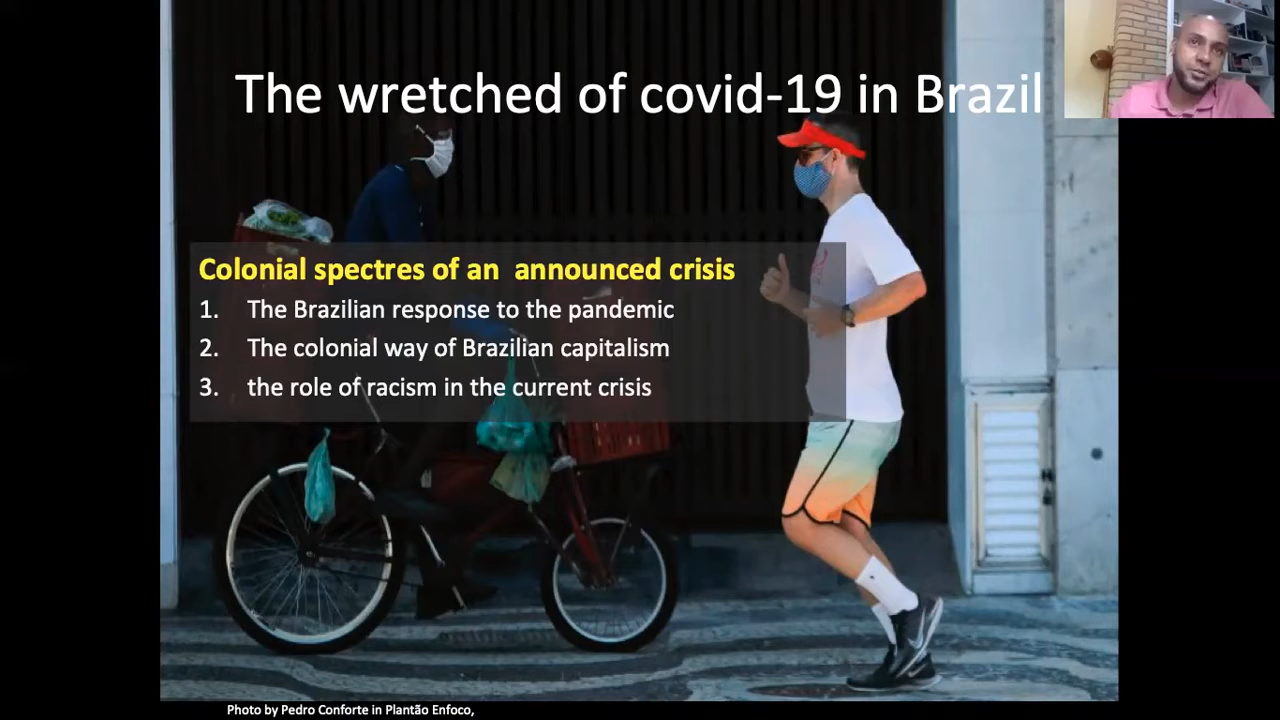 The wretched of covid-19 in Brazil
Colonial spectres of an  announced crisis
1. The Brazilian response to the pandemic
2. The colonial way of Brazilian capitalism
3. the role of racism in the current crisis
Photo by Pedro Conforte in Plantão Enfoco,